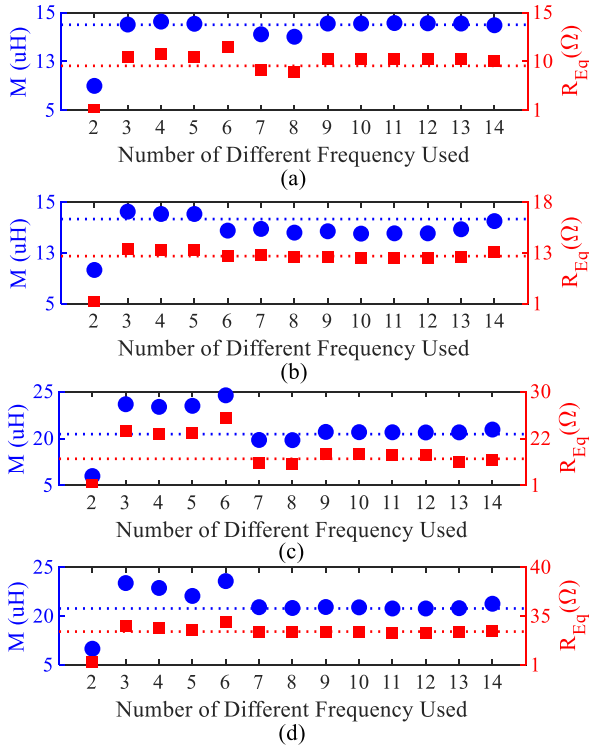 15 15
M (uH) 13 10 R_Eq(Ω)
5 1
2 3 4 5 6 7 8 9 10 11 12 13 14
Number of Different Frequency Used
(a)
15 18
M (uH) 13 13 R_Eq(Ω)
5 1
2 3 4 5 6 7 8 9 10 11 12 13 14
Number of Different Frequency Used
(b)
25 30
M (uH) 20 22 R_Eq(Ω)
5 1
2 3 4 5 6 7 8 9 10 11 12 13 14
Number of Different Frequency Used
(c)
25 40
M (uH) 20 35 R_Eq(Ω)
5 1
2 3 4 5 6 7 8 9 10 11 12 13 14
Number of Different Frequency Used
(d)